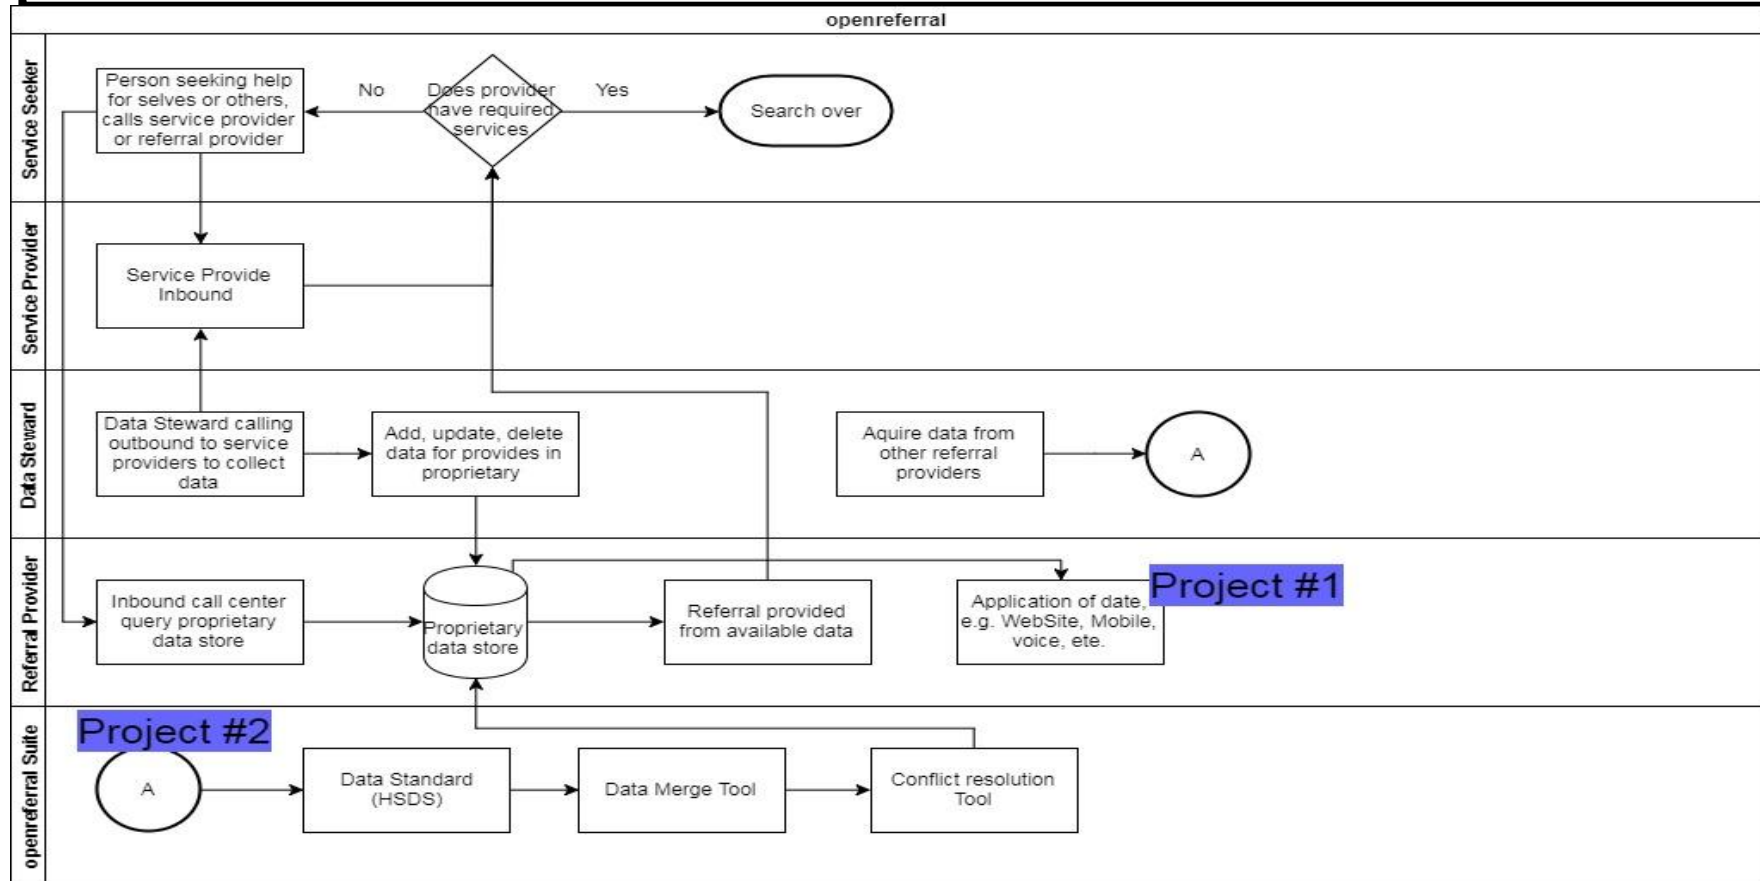 openreferral
Service Seeker
Person seeking help
for selves or others,
calls service provider
or referral provider
No
Does provider
have required
services
Yes
Search over
Service Provider
Service Provide
Inbound
Data Steward
Data Steward calling
outbound to service
providers to collect
data
Add, update, delete
data for provides in
proprietary
Aquire data from
other referral
providers
A
Referral Provider
Inbound call center
query proprietary
data store
Proprietary
data store
Referral provided
from available data
Application of date,
e.g. WebSite, Mobile,
voice, ete.
Project #1
openreferral Suite
Project #2
A
Data Standard
(HSDS)
Data Merge Tool
Conflict resolution
Tool